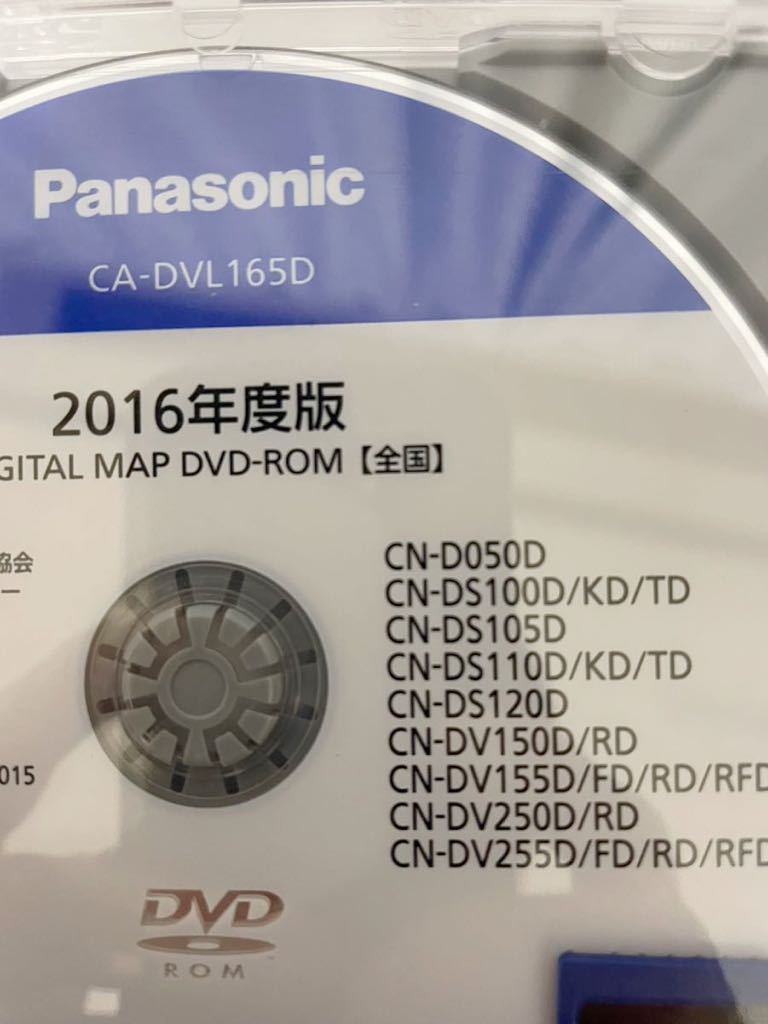 Panasonic
CA-DVL165D
2016年度版
GITAL MAP DVD-ROM【全国】
協会
ー
015
CN-D050D
CN-DS100D/KD/TD
CN-DS105D
CN-DS110D/KD/TD
CN-DS120D
CN-DV150D/RD
CN-DV155D/FD/RD/RFD
CN-DV250D/RD
CN-DV255D/FD/RD/RFD
DVD
ROM